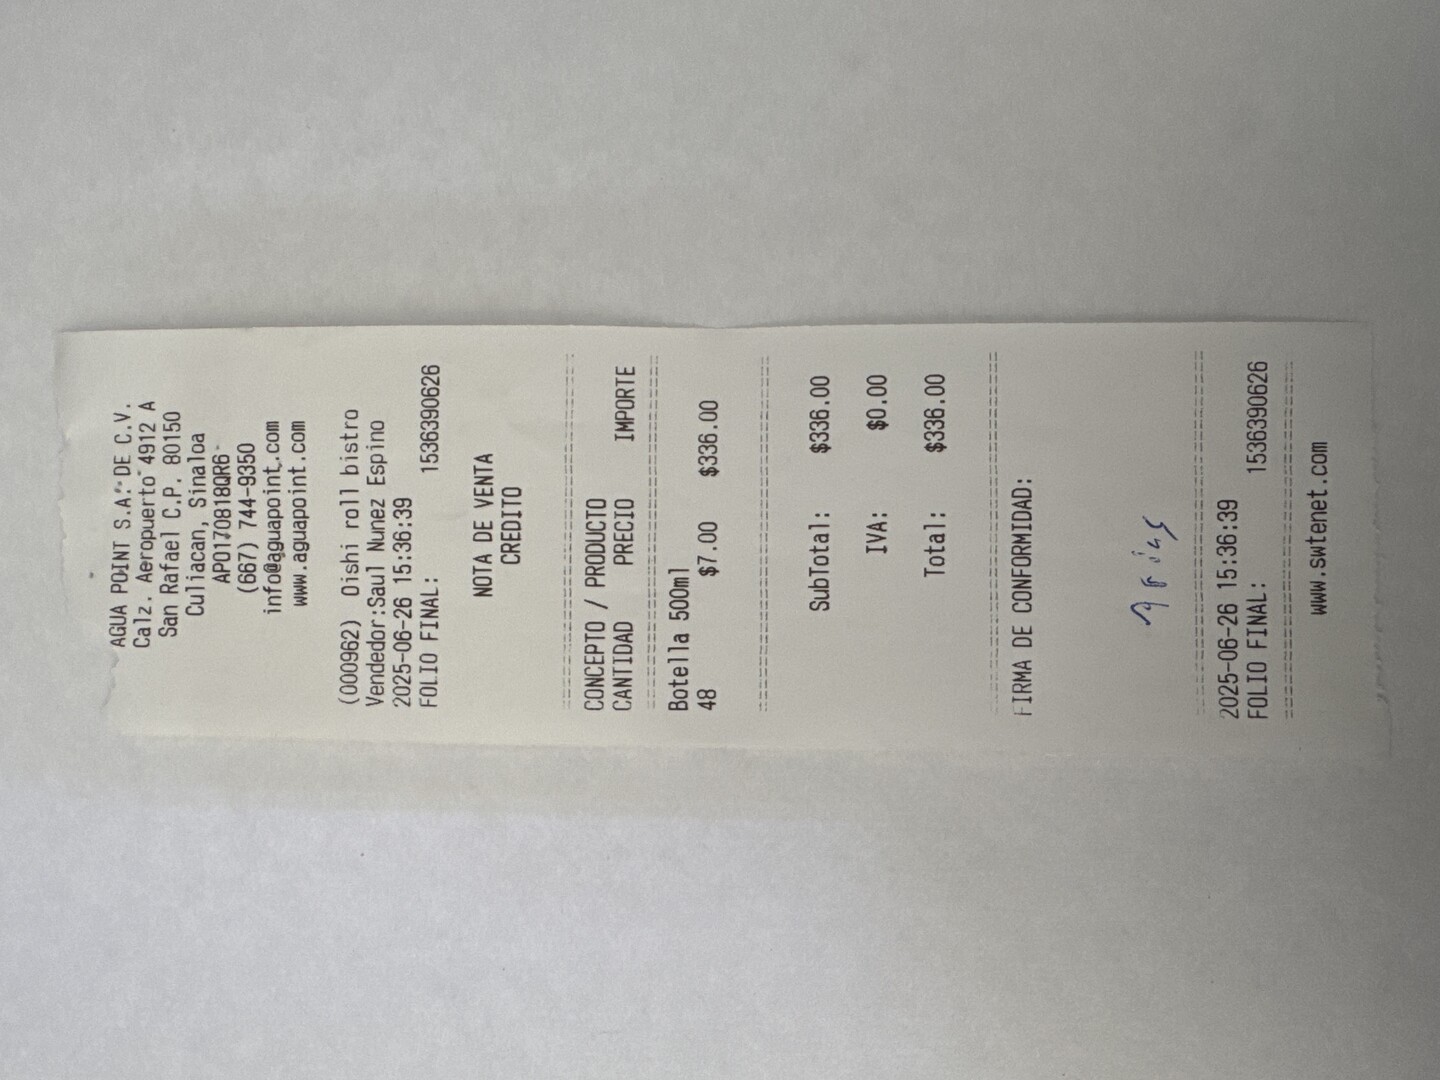 AGUA POINT S.A. DE C.V.
Calz. Aeropuerto 4912 A
San Rafael C.P. 80150
Culiacan, Sinaloa
APO170818QR6
(667) 744-9350
info@aguapoint.com
www.aguapoint.com
(000962) Oishi roll bistro
Vendedor:Saul Nunez Espino
2025-06-26 15:36:39
FOLIO FINAL: 1536390626
NOTA DE VENTA
CREDITO
CONCEPTO / PRODUCTO
CANTIDAD PRECIO IMPORTE
Botella 500ml
48 $7.00 $336.00
SubTotal: $336.00
IVA: $0.00
Total: $336.00
FIRMA DE CONFORMIDAD:
2025-06-26 15:36:39
FOLIO FINAL: 1536390626
www.swtenet.com